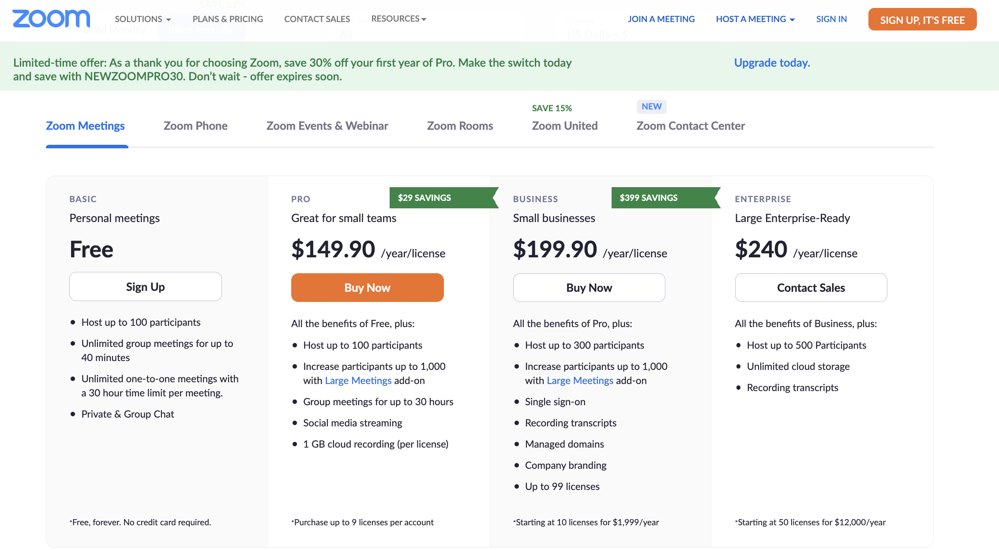 SAVE 17%
zoom
SOLUTIONS
PLANS & PRICING
CONTACT SALES
RESOURCES
JOIN A MEETING
HOST A MEETING
SIGN IN
SIGN UP, IT'S FREE
Billed Monthly
Billed Annually
All
Currency
US Dollars $
Limited-time offer: As a thank you for choosing Zoom, save 30% off your first year of Pro. Make the switch today
and save with NEWZOOMPRO30. Don’t wait - offer expires soon.
Upgrade today.
SAVE 15%
NEW
Zoom Meetings
Zoom Phone
Zoom Events & Webinar
Zoom Rooms
Zoom United
Zoom Contact Center
BASIC
Personal meetings
Free
Sign Up
• Host up to 100 participants
• Unlimited group meetings for up to
40 minutes
• Unlimited one-to-one meetings with
a 30 hour time limit per meeting.
• Private & Group Chat
*Free, forever. No credit card required.
PRO
$29 SAVINGS
Great for small teams
$149.90 /year/license
Buy Now
All the benefits of Free, plus:
• Host up to 100 participants
• Increase participants up to 1,000
with Large Meetings add-on
• Group meetings for up to 30 hours
• Social media streaming
• 1 GB cloud recording (per license)
*Purchase up to 9 licenses per account
BUSINESS
$399 SAVINGS
Small businesses
$199.90 /year/license
Buy Now
All the benefits of Pro, plus:
• Host up to 300 participants
• Increase participants up to 1,000
with Large Meetings add-on
• Single sign-on
• Recording transcripts
• Managed domains
• Company branding
• Up to 99 licenses
*Starting at 10 licenses for $1,999/year
ENTERPRISE
Large Enterprise-Ready
$240 /year/license
Contact Sales
All the benefits of Business, plus:
• Host up to 500 Participants
• Unlimited cloud storage
• Recording transcripts
*Starting at 50 licenses for $12,000/year